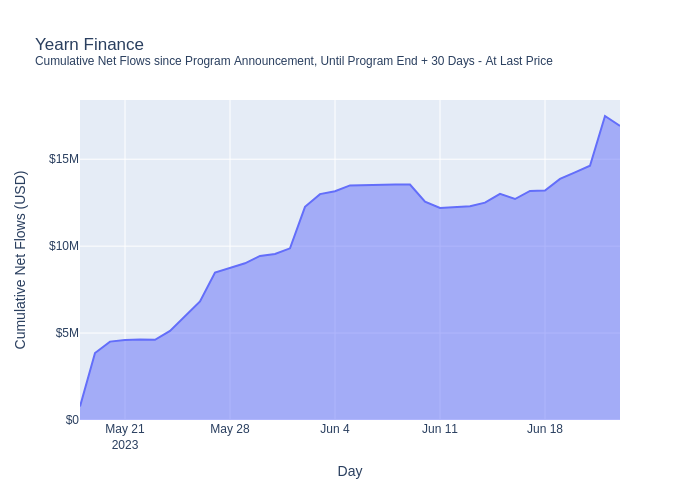 Yearn Finance
Cumulative Net Flows since Program Announcement, Until Program End + 30 Days - At Last Price
Cumulative Net Flows (USD)
$15M
$10M
$5M
$0
May 21
2023
May 28
Jun 4
Jun 11
Jun 18
Day